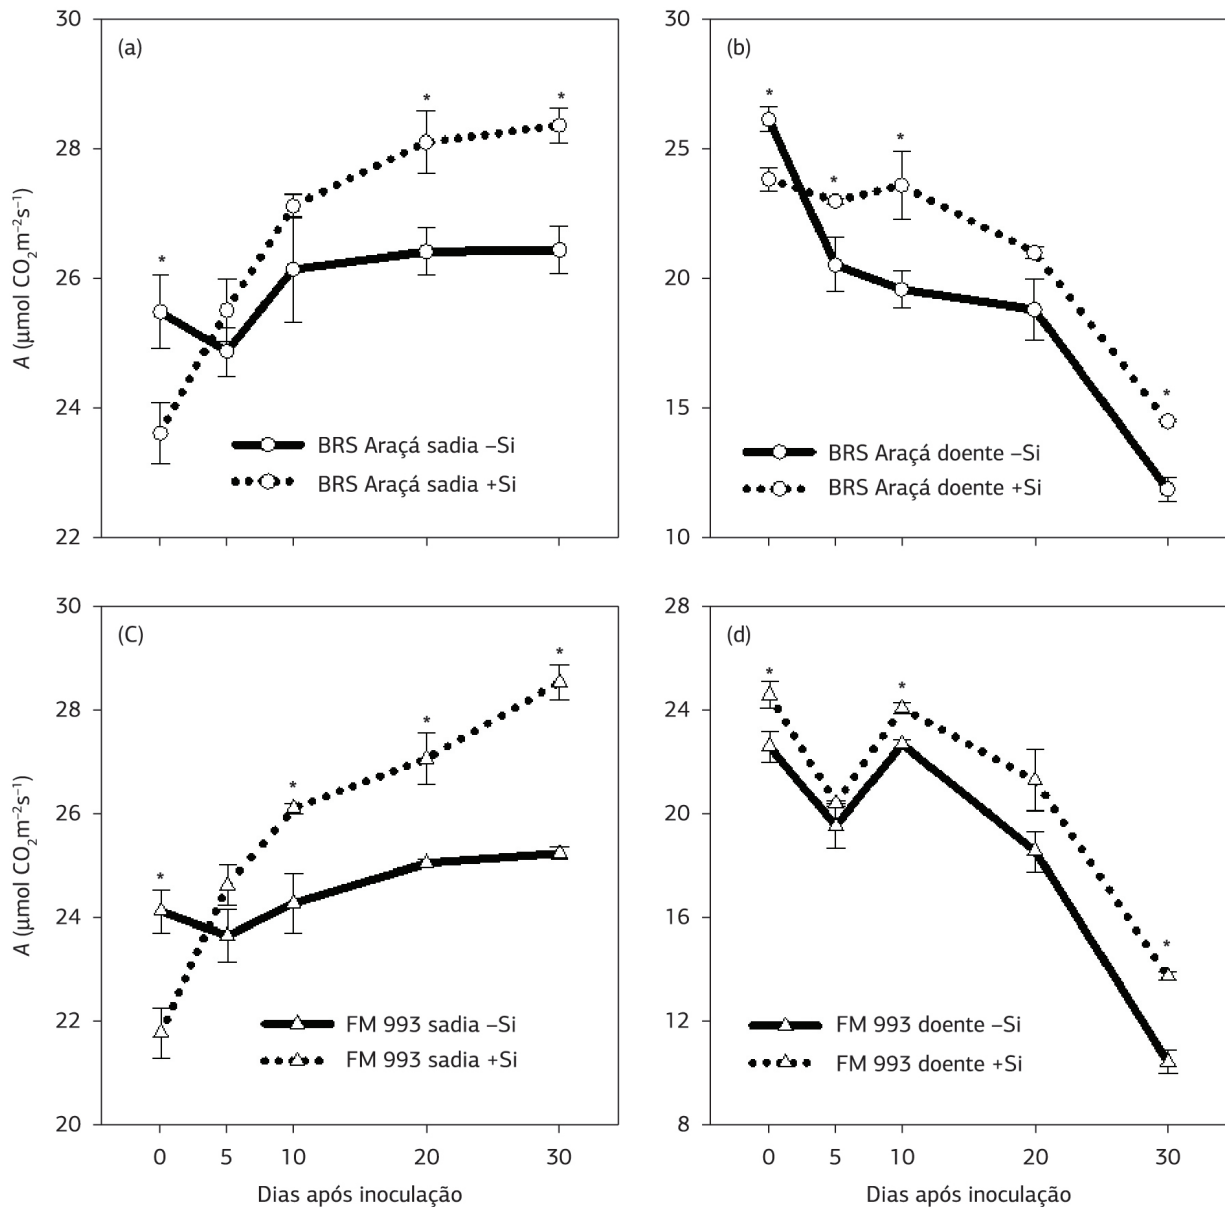 30
28
26
24
22
(a)
*
*
*
A (µmol CO₂m⁻²s⁻¹)
BRS Araçá sadia –Si
BRS Araçá sadia +Si
30
25
20
15
10
(b)
*
*
*
*
BRS Araçá doente –Si
BRS Araçá doente +Si
30
28
26
24
22
20
(C)
*
*
*
*
A (µmol CO₂m⁻²s⁻¹)
FM 993 sadia –Si
FM 993 sadia +Si
0 5 10 20 30
Dias após inoculação
28
24
20
16
12
8
(d)
*
*
*
FM 993 doente –Si
FM 993 doente +Si
0 5 10 20 30
Dias após inoculação